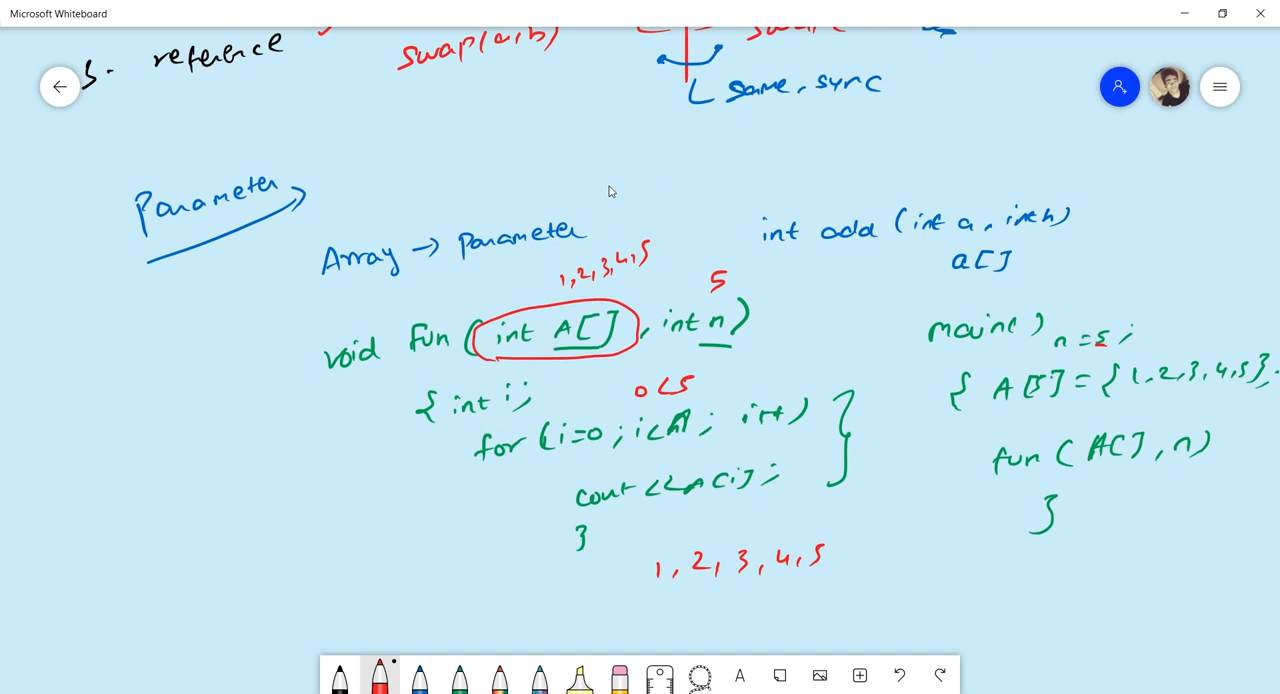 Microsoft Whiteboard
3. reference
swap(a,b)
same, sync
Parameter
Array → parameter
int add (int a, int b)
a[]
1,2,3,4,5
5
void fun (int A[], int n)
main()
n = 5;
{ int i;
0<5
{ A[5] = {1,2,3,4,5}.
for (i=0; i<n; i++)
fun ( A[], n)
cout <<A[i];
}
}
1, 2, 3, 4, 5